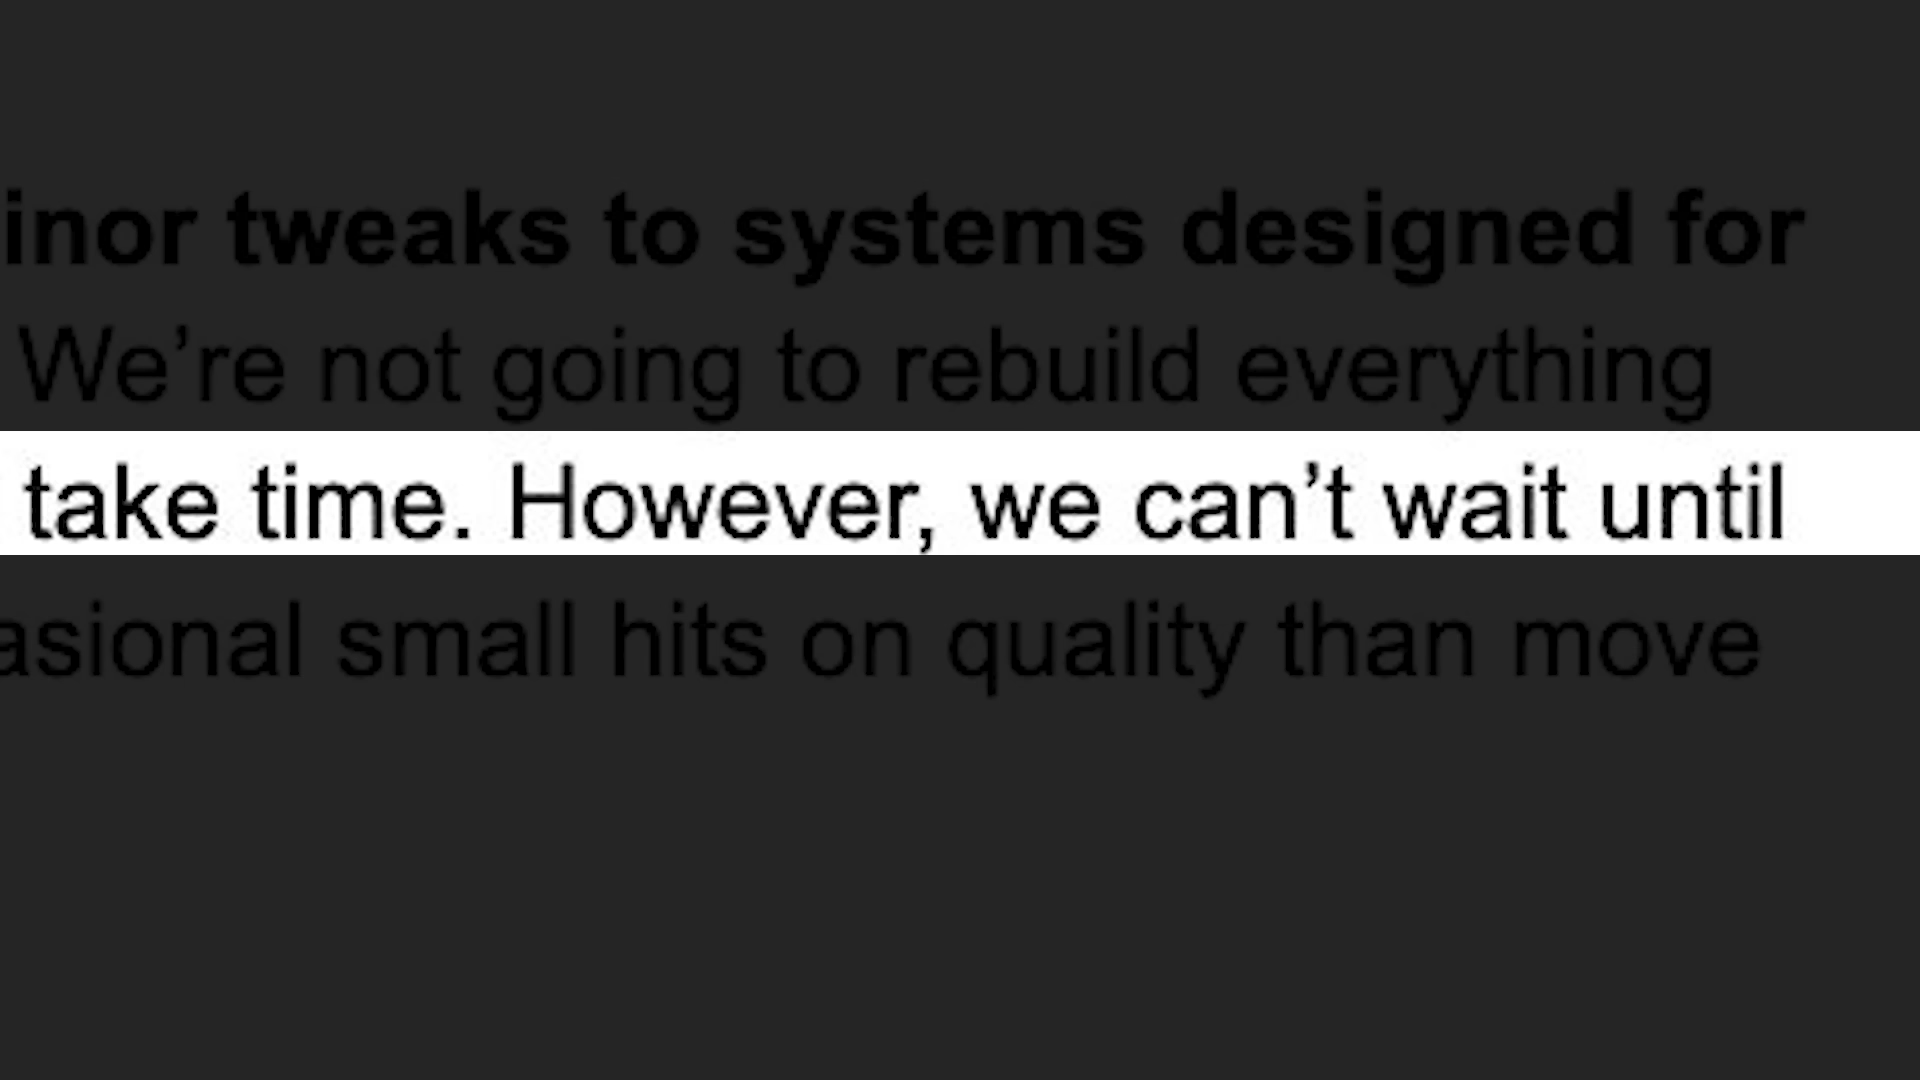 inor tweaks to systems designed for
We’re not going to rebuild everything
take time. However, we can’t wait until
asional small hits on quality than move